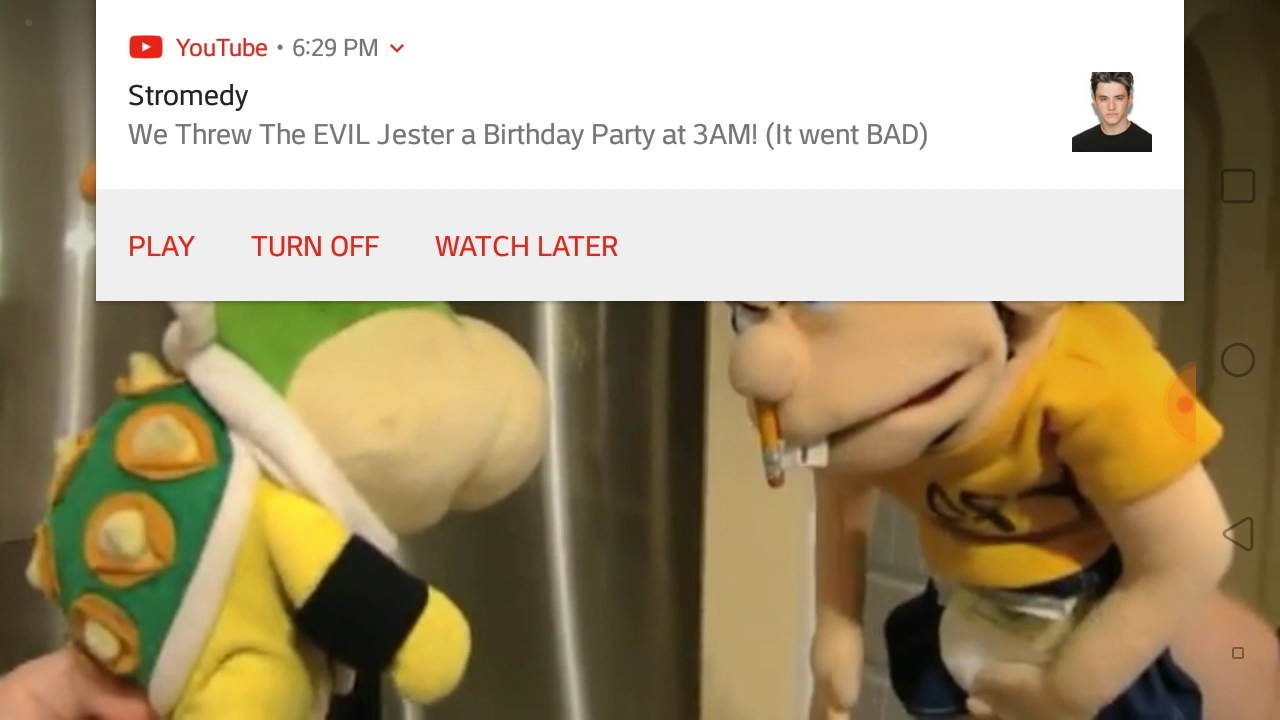 YouTube • 6:29 PM
Stromedy
We Threw The EVIL Jester a Birthday Party at 3AM! (It went BAD)
PLAY TURN OFF WATCH LATER